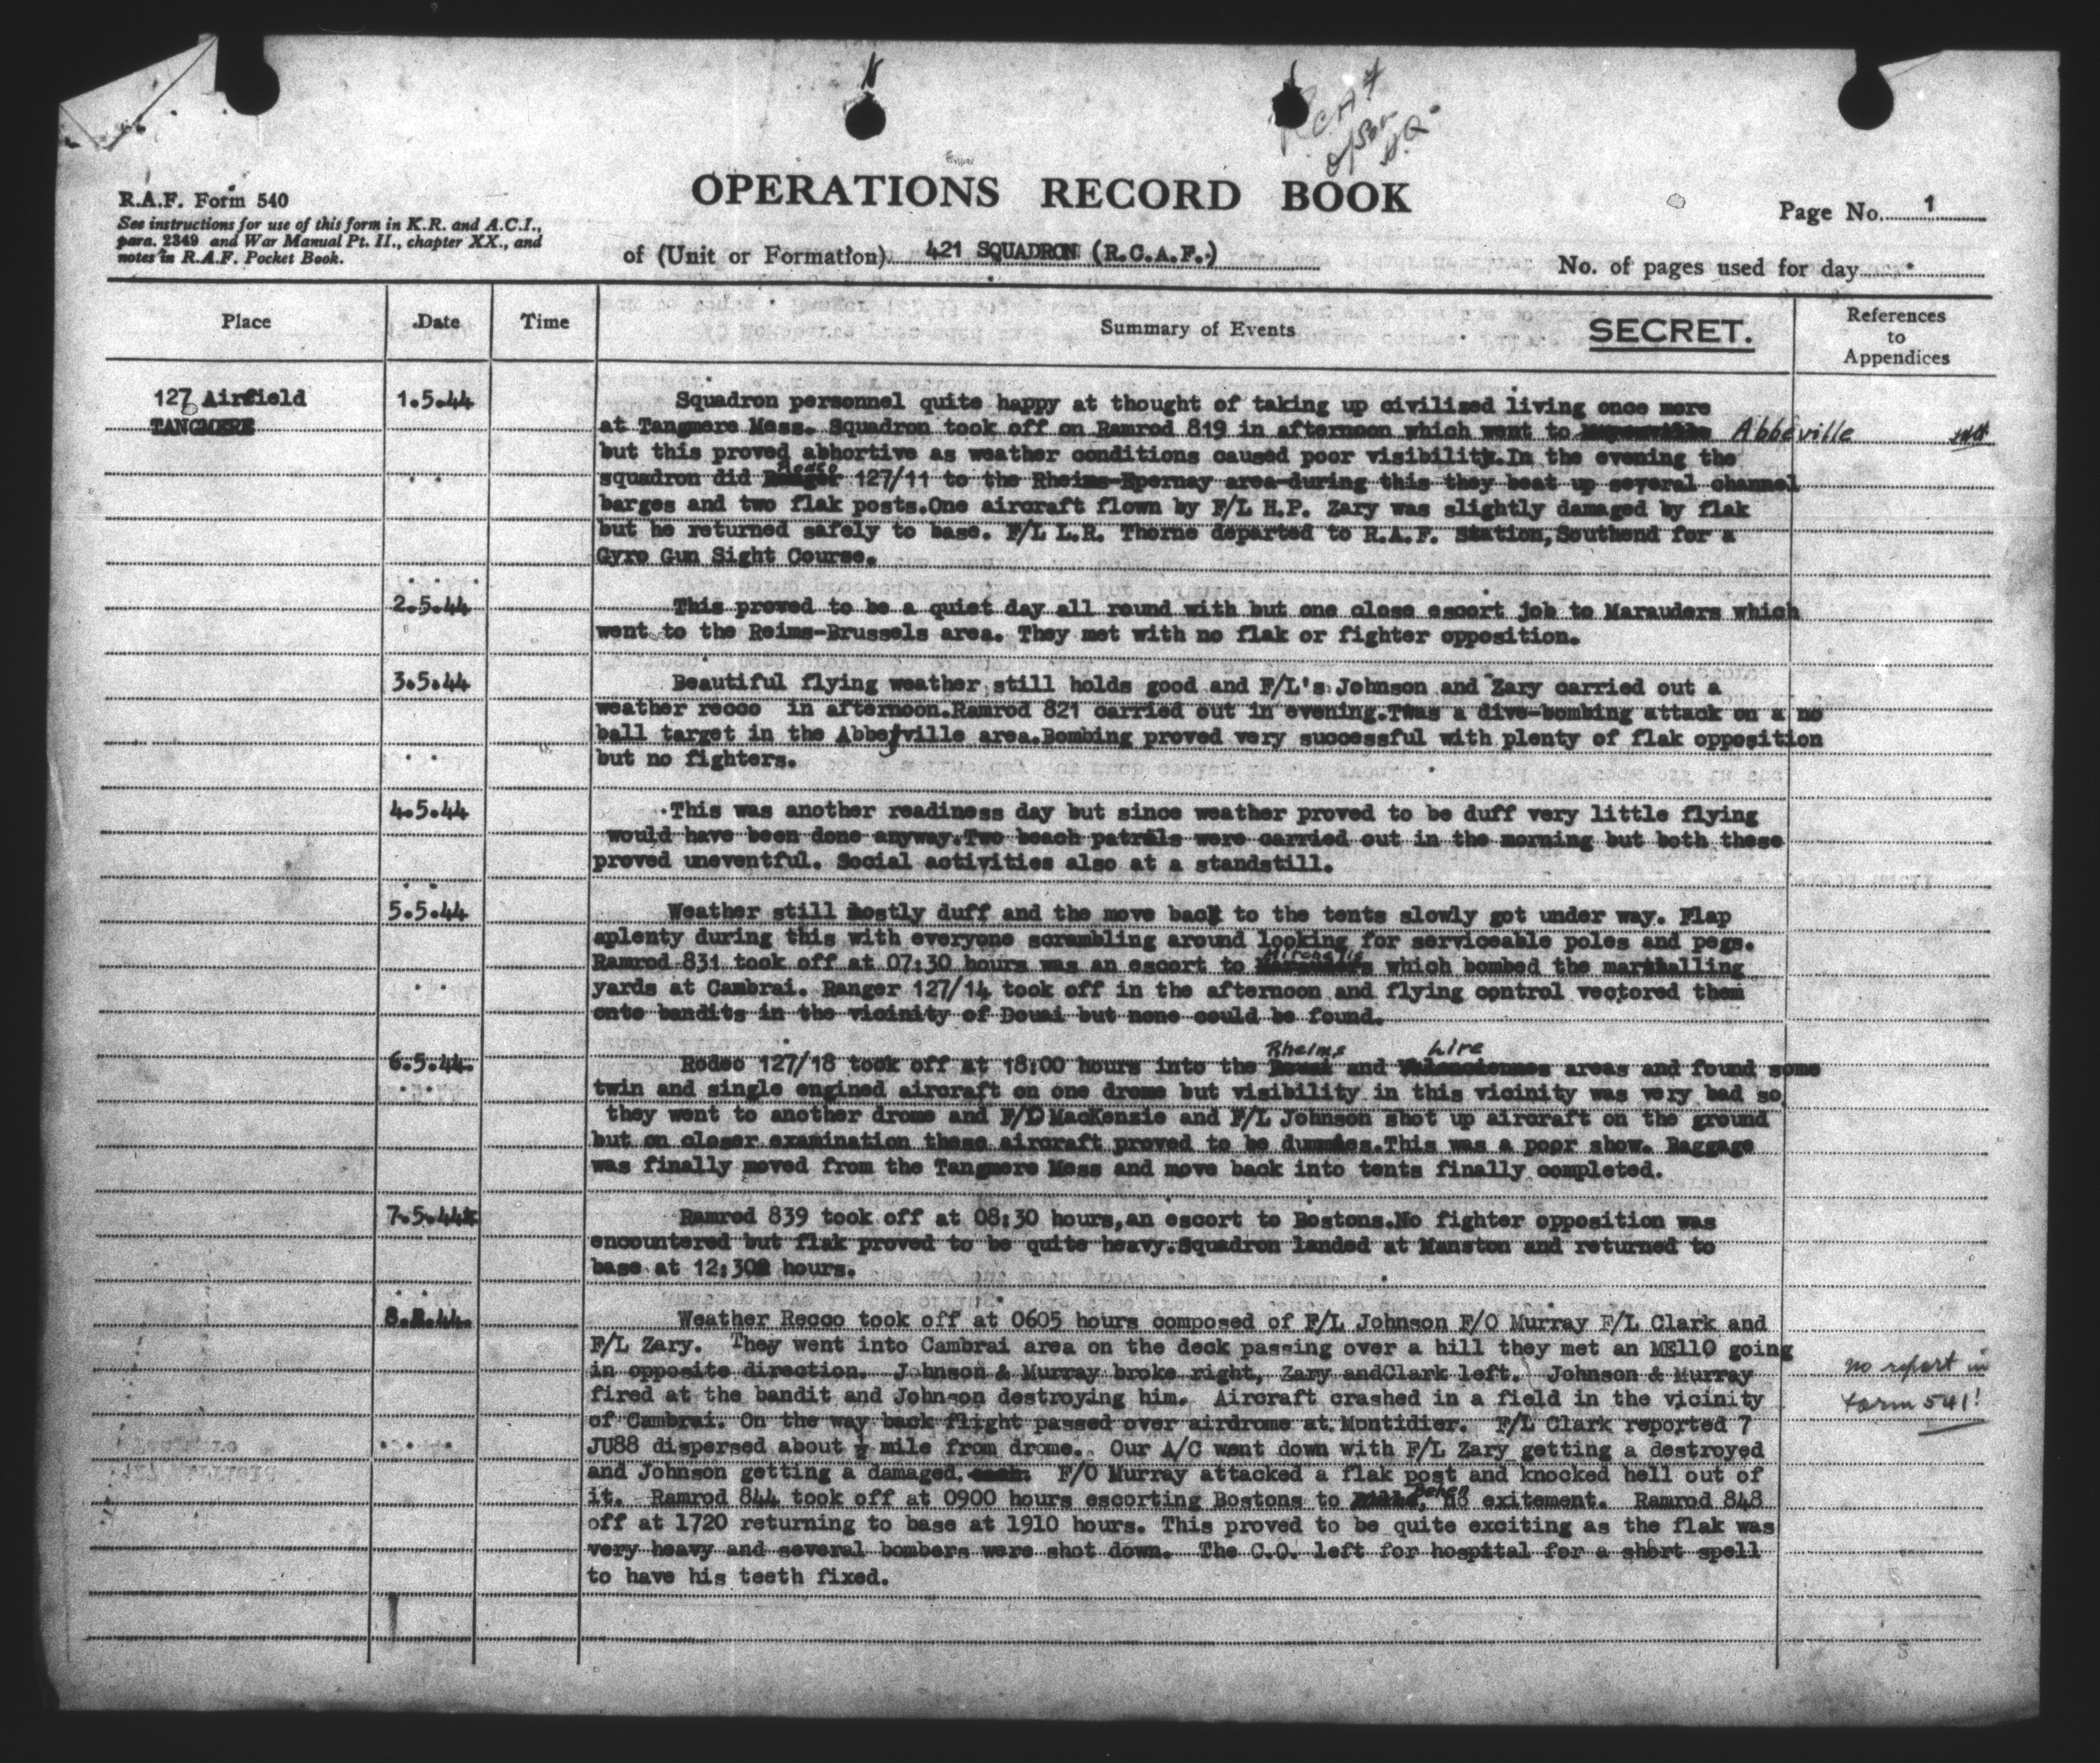 R.C.A.F
OPERATIONS RECORD BOOK
R.A.F. Form 540
See instructions for use of this form in K.R. and A.C.I.,
para. 2349 and War Manual Pt. II., chapter XX., and
notes in R.A.F. Pocket Book.
Page No. 1
of (Unit or Formation) 421 SQUADRON (R.C.A.F.)
No. of pages used for day
Place Date Time Summary of Events SECRET. References to Appendices
127 Airfield 1.5.44 Squadron personnel quite happy at thought of taking up civilized living once more
TANGMERE at Tangmere Mess. Squadron took off on Ramrod 819 in afternoon which went to Abbeville
but this proved abhortive as weather conditions caused poor visibility.In the evening the
squadron did Rodeo 127/11 to the Rheims-Epernay area-during this they beat up several channel
barges and two flak posts.One aircraft flown by F/L H.P. Zary was slightly damaged by flak
but he returned safely to base. F/L L.R. Thorne departed to R.A.F. Station,Southend for a
Gyro Gun Sight Course.
2.5.44 This proved to be a quiet day all round with but one close escort job to Marauders which
went to the Reims-Brussels area. They met with no flak or fighter opposition.
3.5.44 Beautiful flying weather still holds good and F/L's Johnson and Zary carried out a
weather recco in afternoon.Ramrod 821 carried out in evening.Twas a dive-bombing attack on a no
ball target in the Abbeyville area.Bombing proved very successful with plenty of flak opposition
but no fighters.
4.5.44 This was another readiness day but since weather proved to be duff very little flying
would have been done anyway.Two beach patrols were carried out in the morning but both these
proved uneventful. Social activities also at a standstill.
5.5.44 Weather still mostly duff and the move back to the tents slowly got under way. Flap
aplenty during this with everyone scrambling around looking for serviceable poles and pegs.
Ramrod 831 took off at 07:30 hours was an escort to Mitchells which bombed the marshalling
yards at Cambrai. Ranger 127/14 took off in the afternoon and flying control vectored them
onto bandits in the vicinity of Douai but none could be found.
6.5.44. Rodeo 127/18 took off at 18:00 hours into the Rheims and Lire areas and found some
twin and single engined aircraft on one drome but visibility in this vicinity was very bad so
they went to another drome and F/O MacKenzie and F/L Johnson shot up aircraft on the ground
but on closer examination these aircraft proved to be dummies.This was a poor show. Baggage
was finally moved from the Tangmere Mess and move back into tents finally completed.
7.5.44 Ramrod 839 took off at 08:30 hours,an escort to Bostons.No fighter opposition was
encountered but flak proved to be quite heavy.Squadron landed at Manston and returned to
base at 12:30 hours.
8.5.44. Weather Recco took off at 0605 hours composed of F/L Johnson F/O Murray F/L Clark and
F/L Zary. They went into Cambrai area on the deck passing over a hill they met an ME110 going
in opposite direction. Johnson & Murray broke right, Zary andClark left. Johnson & Murray
fired at the bandit and Johnson destroying him. Aircraft crashed in a field in the vicinity
of Cambrai. On the way back flight passed over airdrome at Montidier. F/L Clark reported 7
JU88 dispersed about ½ mile from drome. Our A/C went down with F/L Zary getting a destroyed
and Johnson getting a damaged. F/O Murray attacked a flak post and knocked hell out of
it. Ramrod 844 took off at 0900 hours escorting Bostons to no exitement. Ramrod 848
off at 1720 returning to base at 1910 hours. This proved to be quite exciting as the flak was
very heavy and several bombers were shot down. The C.O. left for hospital for a short spell
to have his teeth fixed.
no report in
form 541!